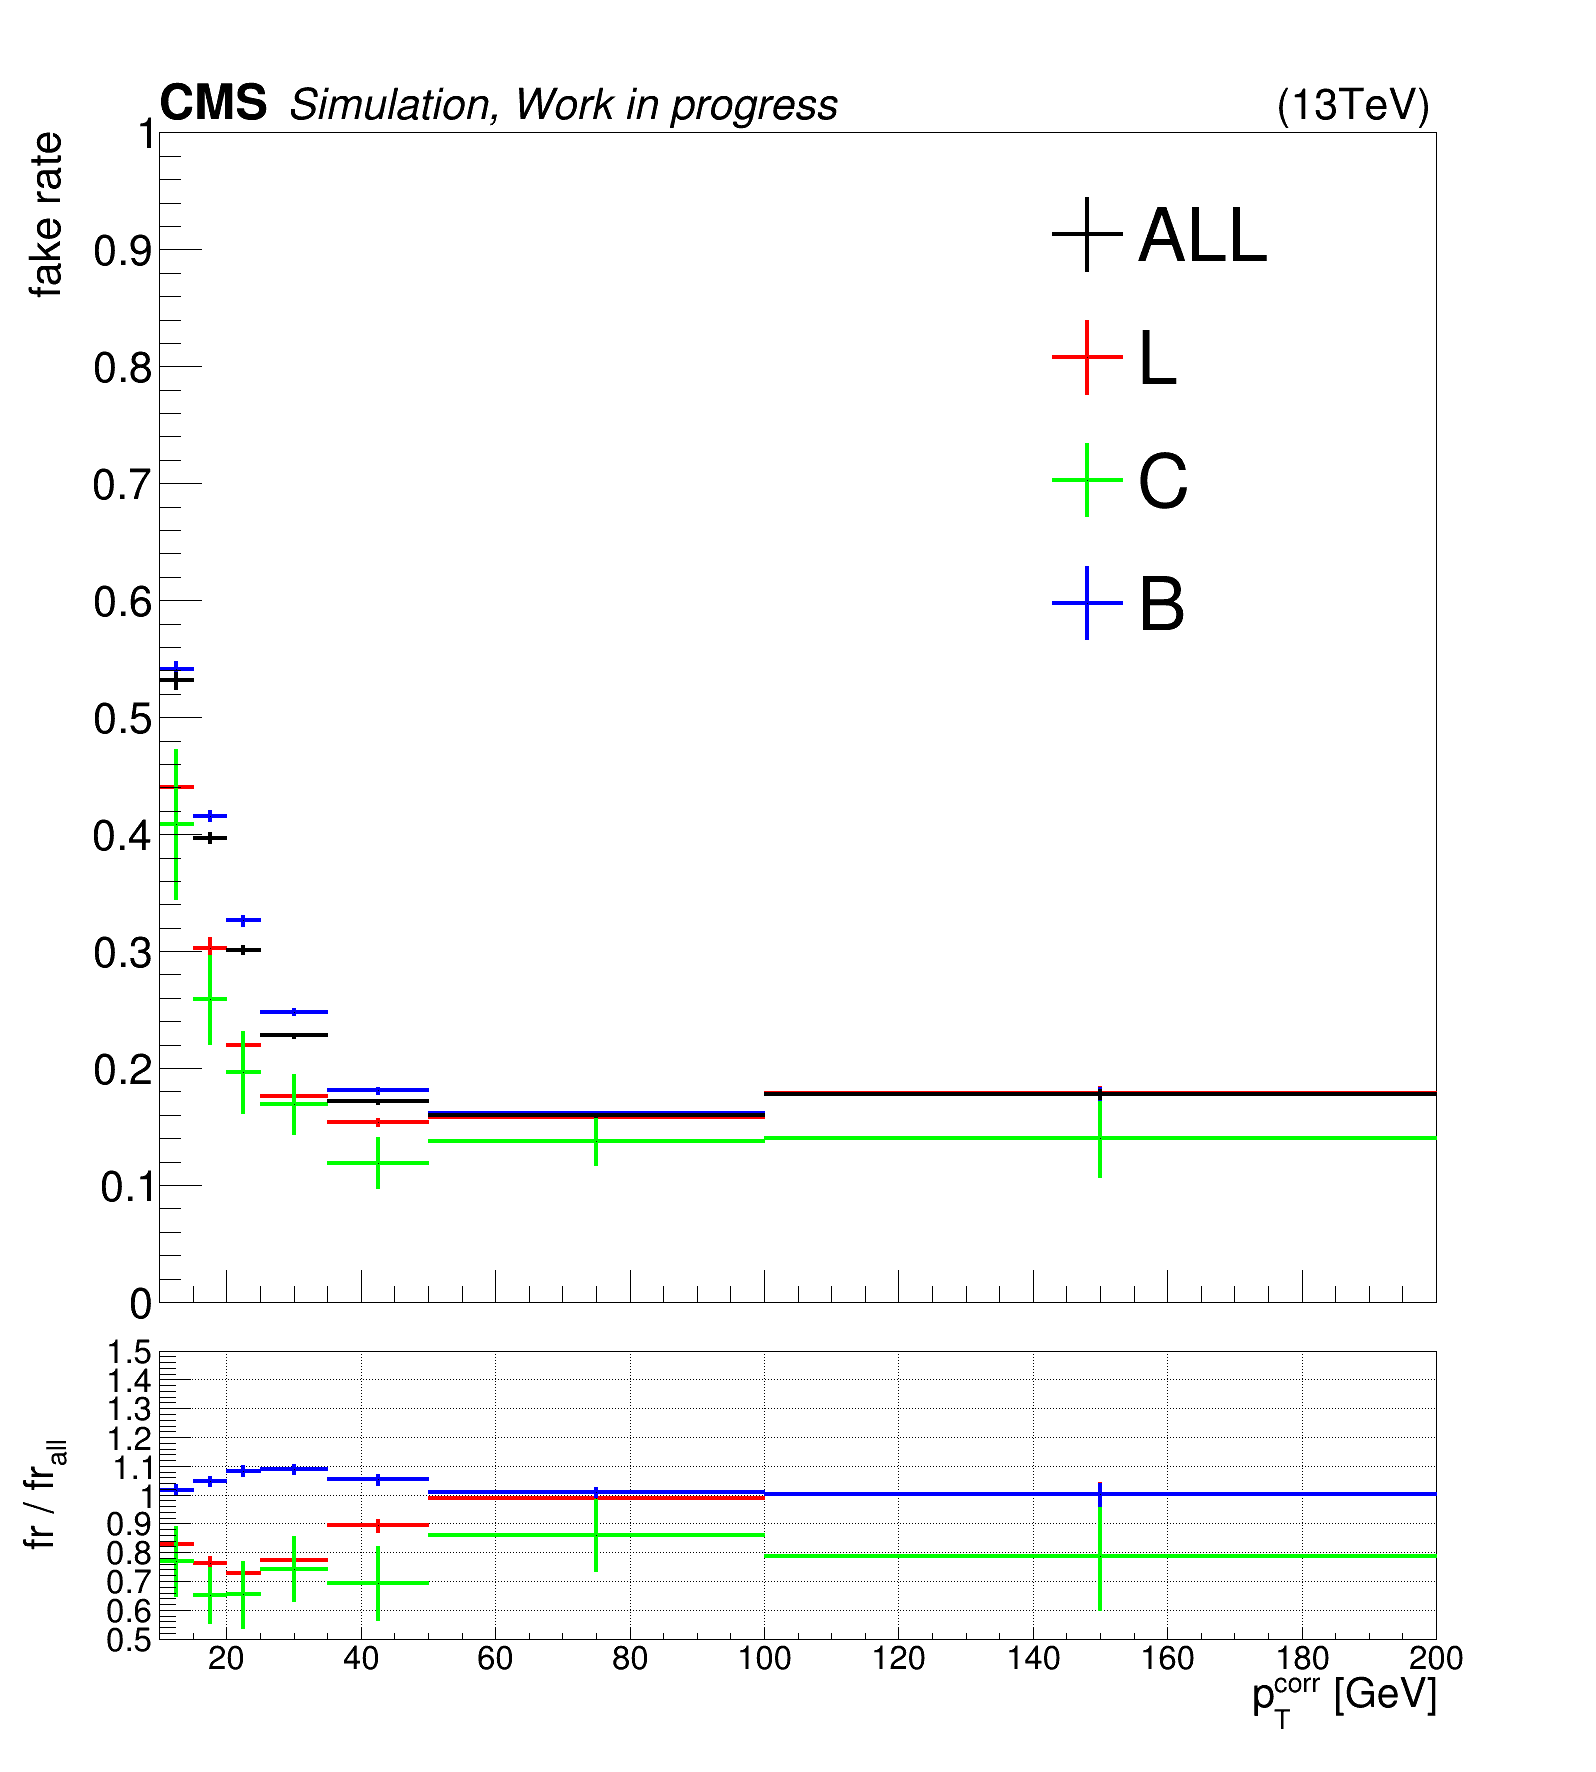 CMS Simulation, Work in progress (13TeV)
fake rate
1
0.9
0.8
0.7
0.6
0.5
0.4
0.3
0.2
0.1
0
ALL
L
C
B
fr / fr_all
1.5
1.4
1.3
1.2
1.1
1
0.9
0.8
0.7
0.6
0.5
20 40 60 80 100 120 140 160 180 200
p_T^corr [GeV]